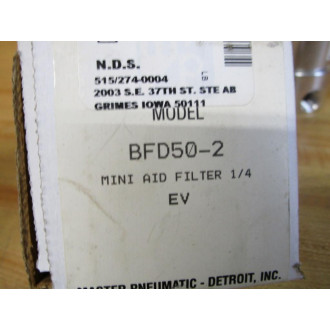 N.D.S.
515/274-0004
2003 S.E. 37TH ST. STE AB
GRIMES IOWA 50111
MODEL
BFD50-2
MINI AID FILTER 1/4
EV
MASTER PNEUMATIC - DETROIT, INC.